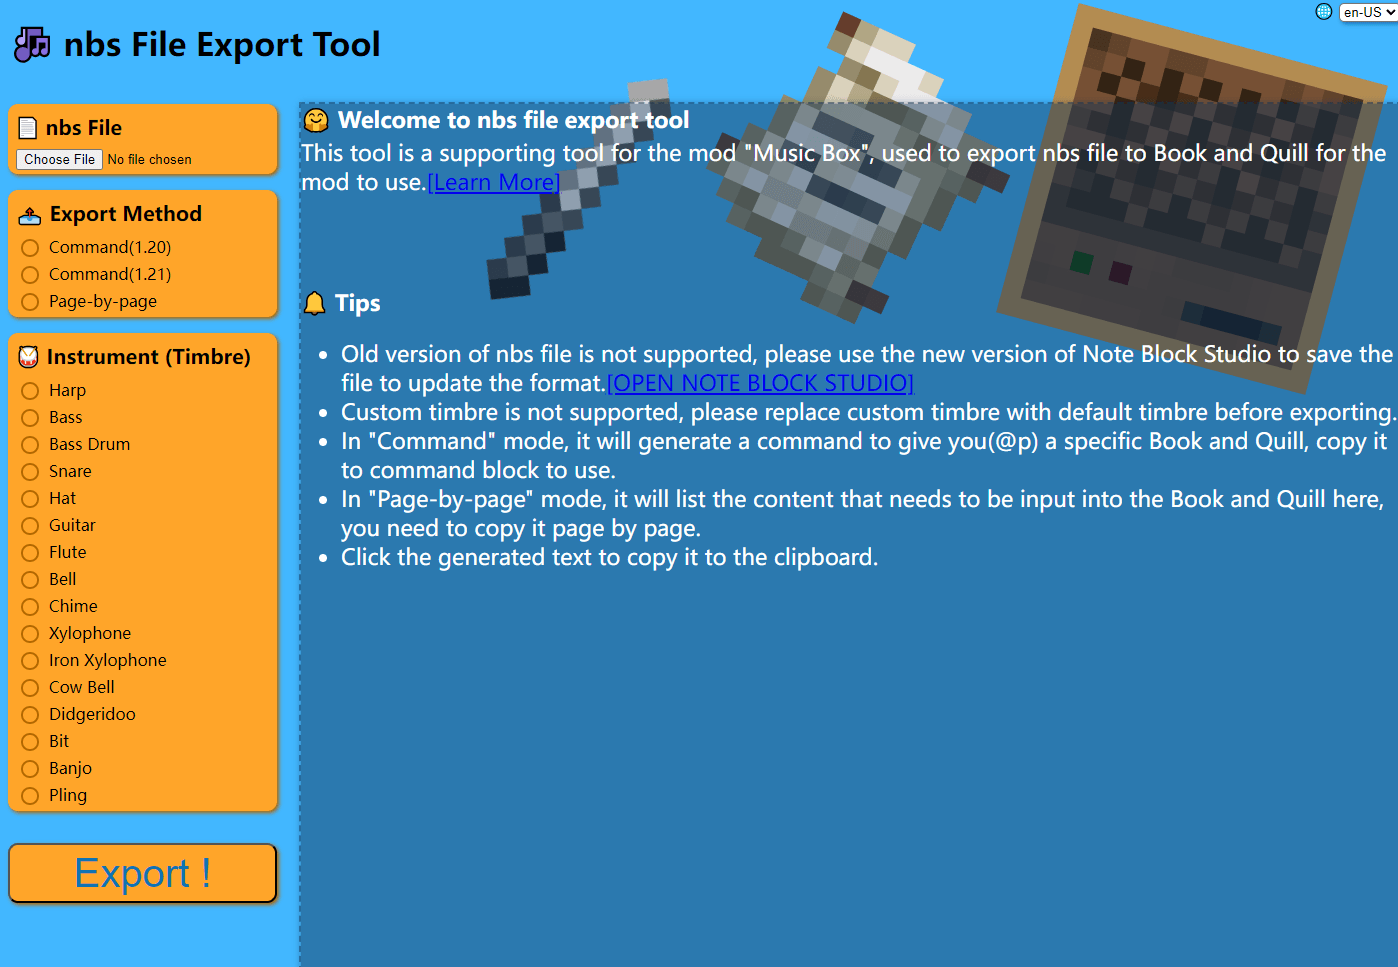 en-US
nbs File Export Tool
nbs File
Choose File No file chosen
Export Method
Command(1.20)
Command(1.21)
Page-by-page
Instrument (Timbre)
Harp
Bass
Bass Drum
Snare
Hat
Guitar
Flute
Bell
Chime
Xylophone
Iron Xylophone
Cow Bell
Didgeridoo
Bit
Banjo
Pling
Export !
Welcome to nbs file export tool
This tool is a supporting tool for the mod "Music Box", used to export nbs file to Book and Quill for the
mod to use.[Learn More]
Tips
• Old version of nbs file is not supported, please use the new version of Note Block Studio to save the
file to update the format.[OPEN NOTE BLOCK STUDIO]
• Custom timbre is not supported, please replace custom timbre with default timbre before exporting.
• In "Command" mode, it will generate a command to give you(@p) a specific Book and Quill, copy it
to command block to use.
• In "Page-by-page" mode, it will list the content that needs to be input into the Book and Quill here,
you need to copy it page by page.
• Click the generated text to copy it to the clipboard.